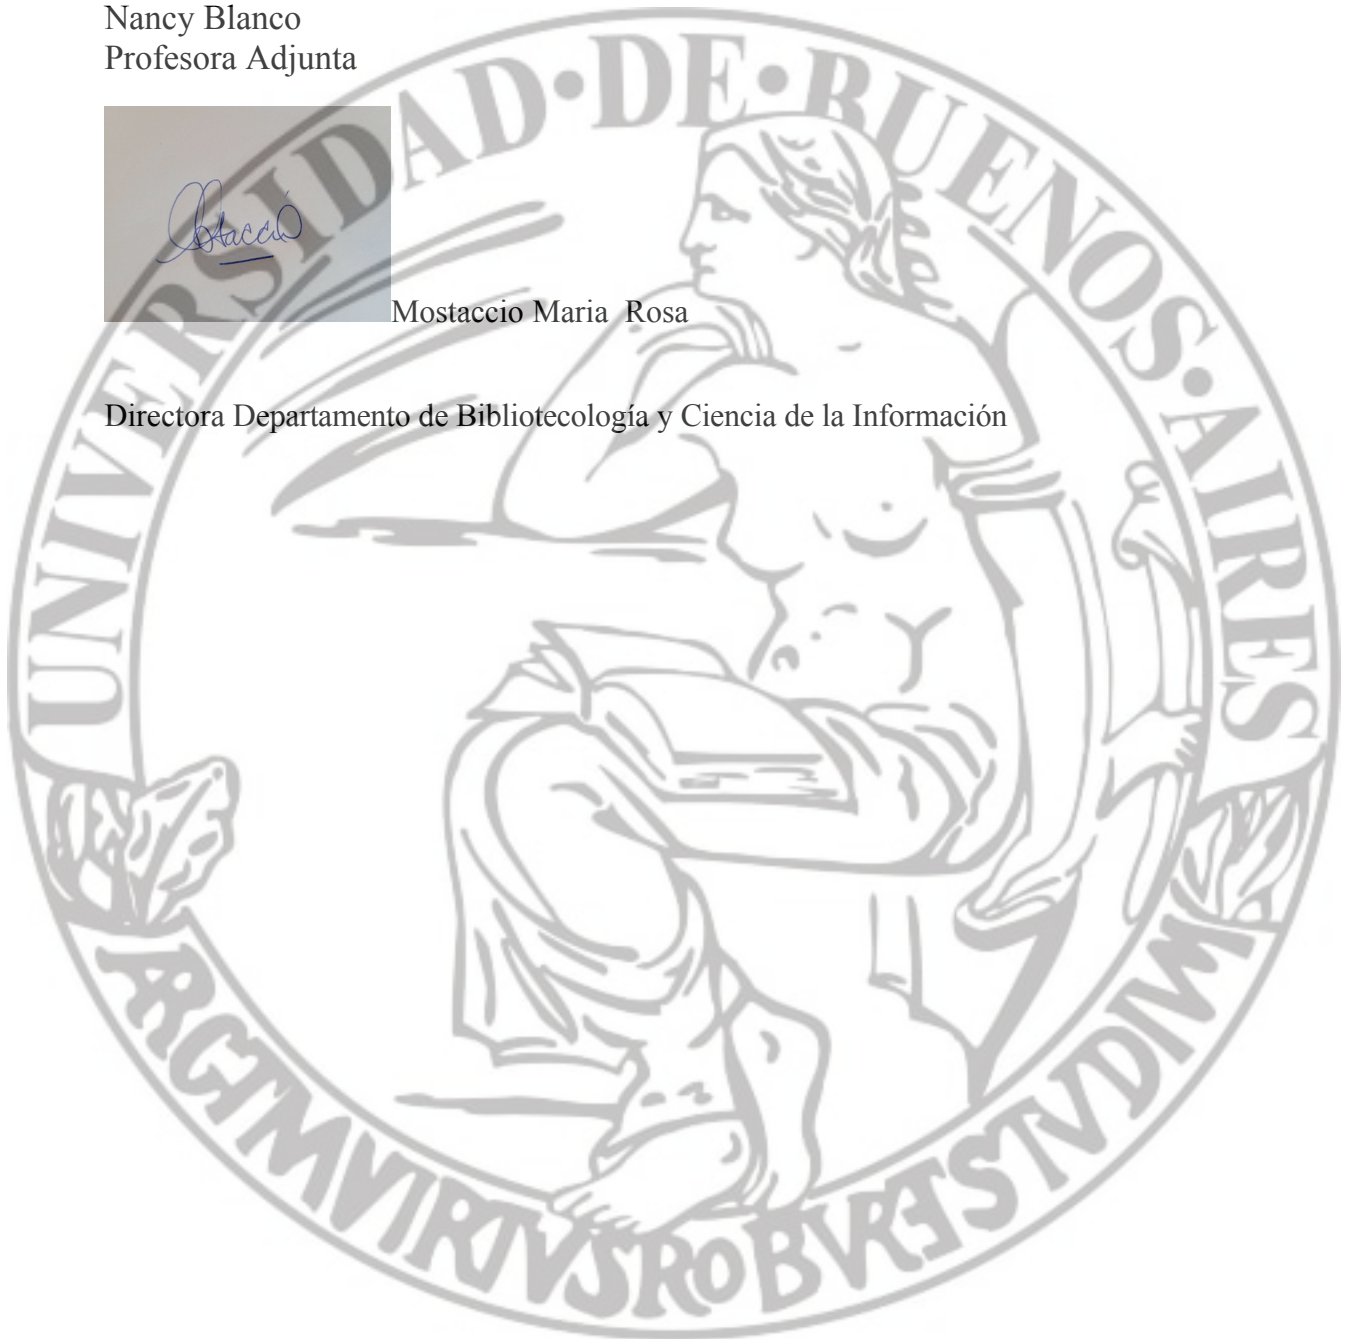 Nancy Blanco
Profesora Adjunta
Mostaccio Maria Rosa
Directora Departamento de Bibliotecología y Ciencia de la Información
UNIVERSIDAD·DE·BUENOS·AIRES
ARGTMVIRTVSROBVRETSTVDIVM